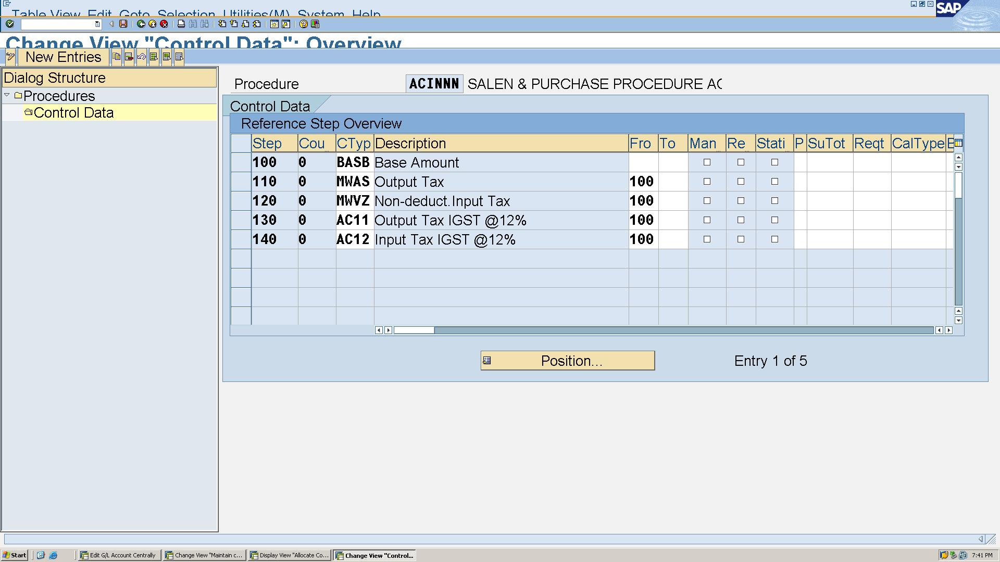 Table View Edit Goto Selection Utilities(M) System Help
SAP
Change View "Control Data": Overview
New Entries
Dialog Structure
Procedures
Control Data
Procedure ACINNN SALEN & PURCHASE PROCEDURE AC
Control Data
Reference Step Overview
Step Cou... CTyp Description Fro To Man... Re... Stati... P SuTot Reqt CalType B
100 0 BASB Base Amount
110 0 MWAS Output Tax 100
120 0 MWVZ Non-deduct.Input Tax 100
130 0 AC11 Output Tax IGST @12% 100
140 0 AC12 Input Tax IGST @12% 100
Position... Entry 1 of 5
Start Edit G/L Account Centrally Change View "Maintain c... Display View "Allocate Co... Change View "Control... 7:41 PM